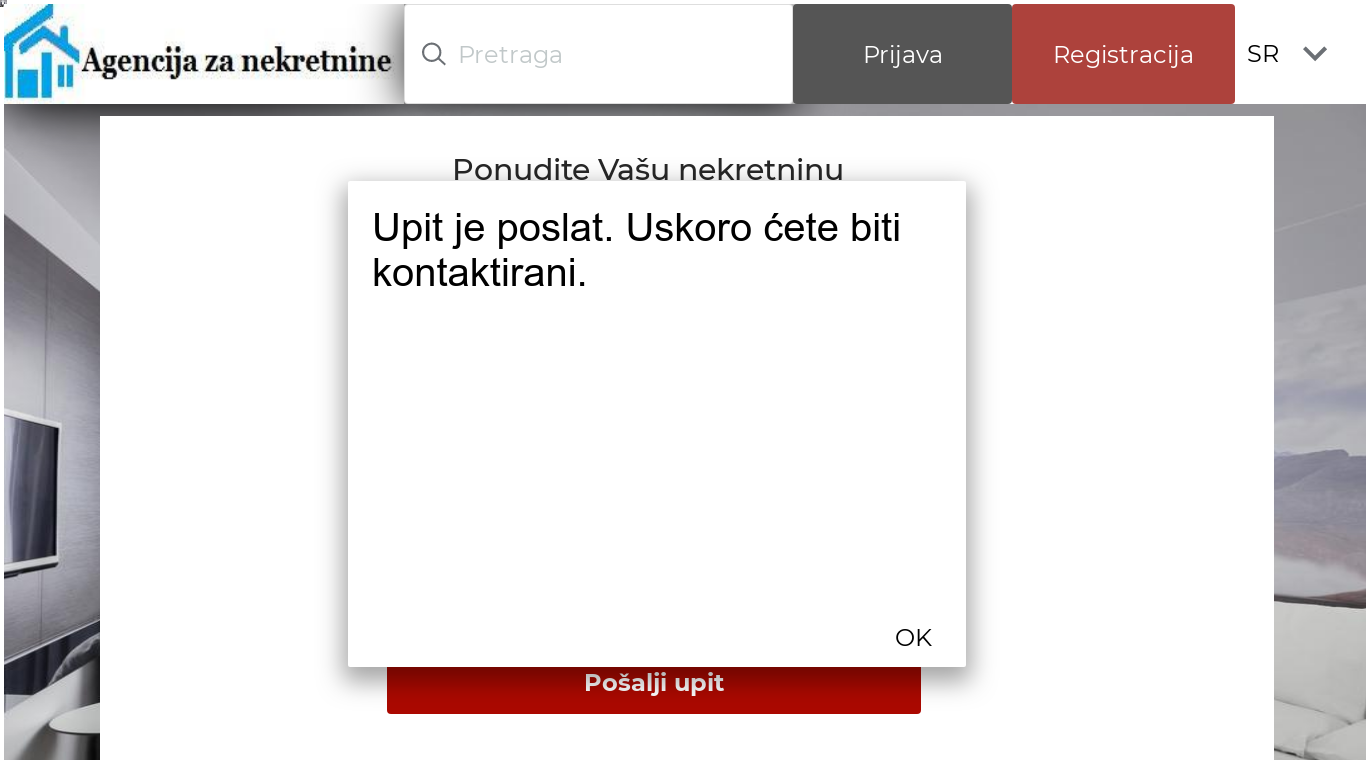 Agencija za nekretnine
Pretraga
Prijava
Registracija
SR
Ponudite Vašu nekretninu
Upit je poslat. Uskoro ćete biti
kontaktirani.
OK
Pošalji upit